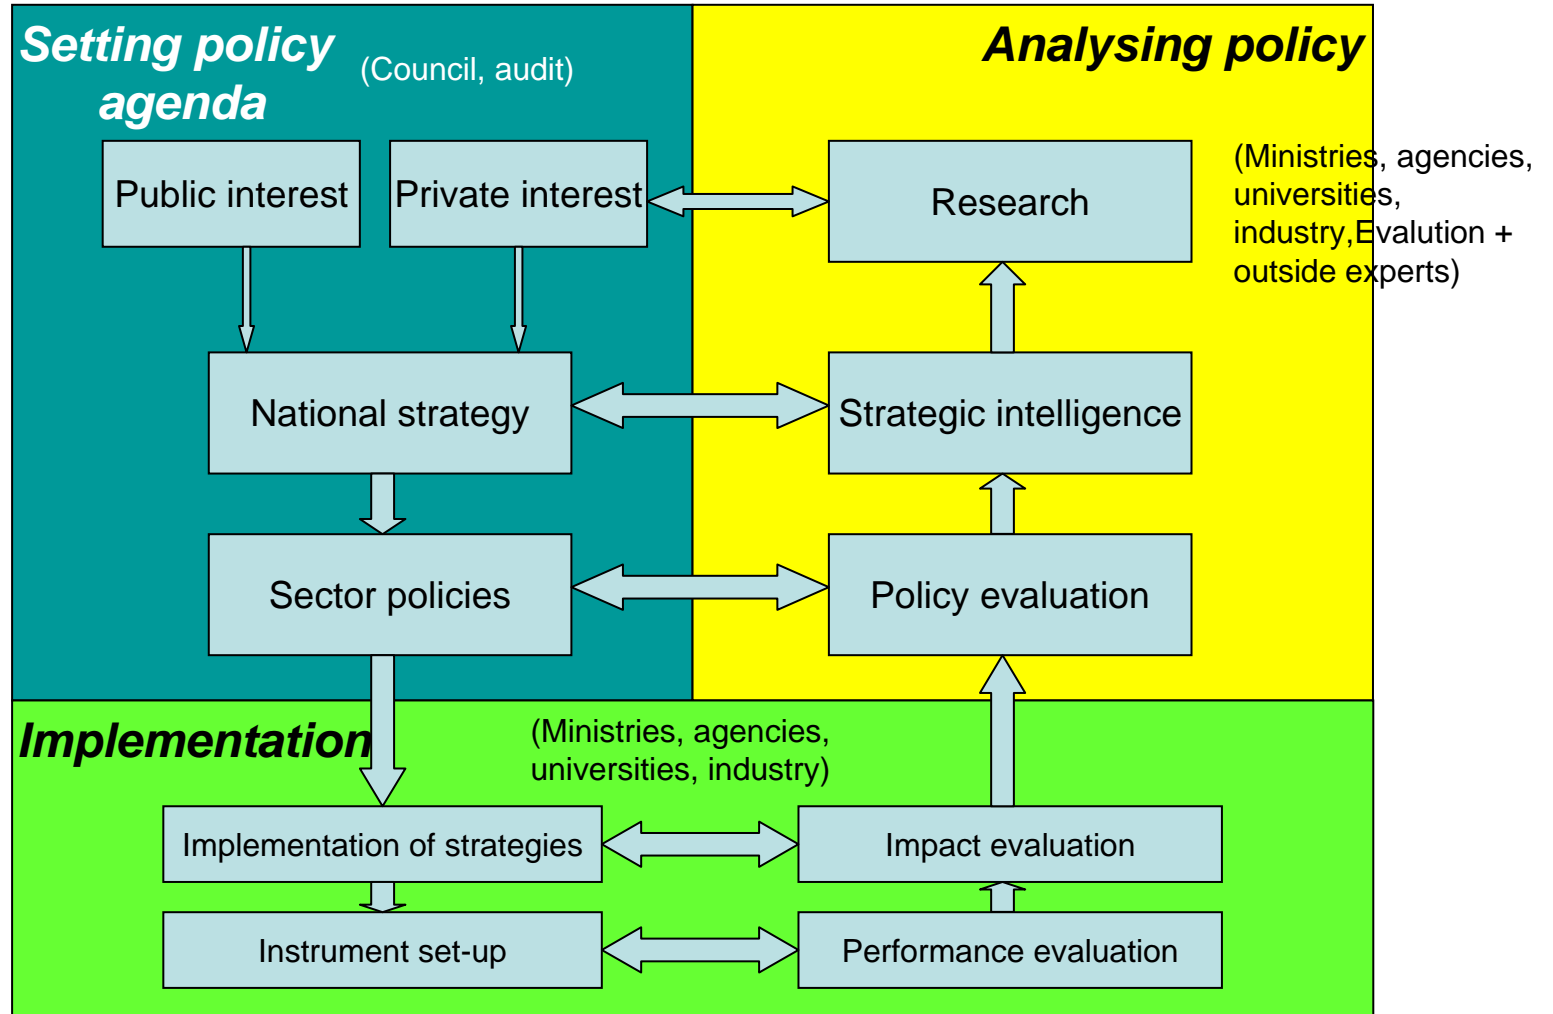 Setting policy
agenda
(Council, audit)
Analysing policy
Public interest
Private interest
Research
(Ministries, agencies,
universities,
industry,Evalution +
outside experts)
National strategy
Strategic intelligence
Sector policies
Policy evaluation
Implementation
(Ministries, agencies,
universities, industry)
Implementation of strategies
Impact evaluation
Instrument set-up
Performance evaluation